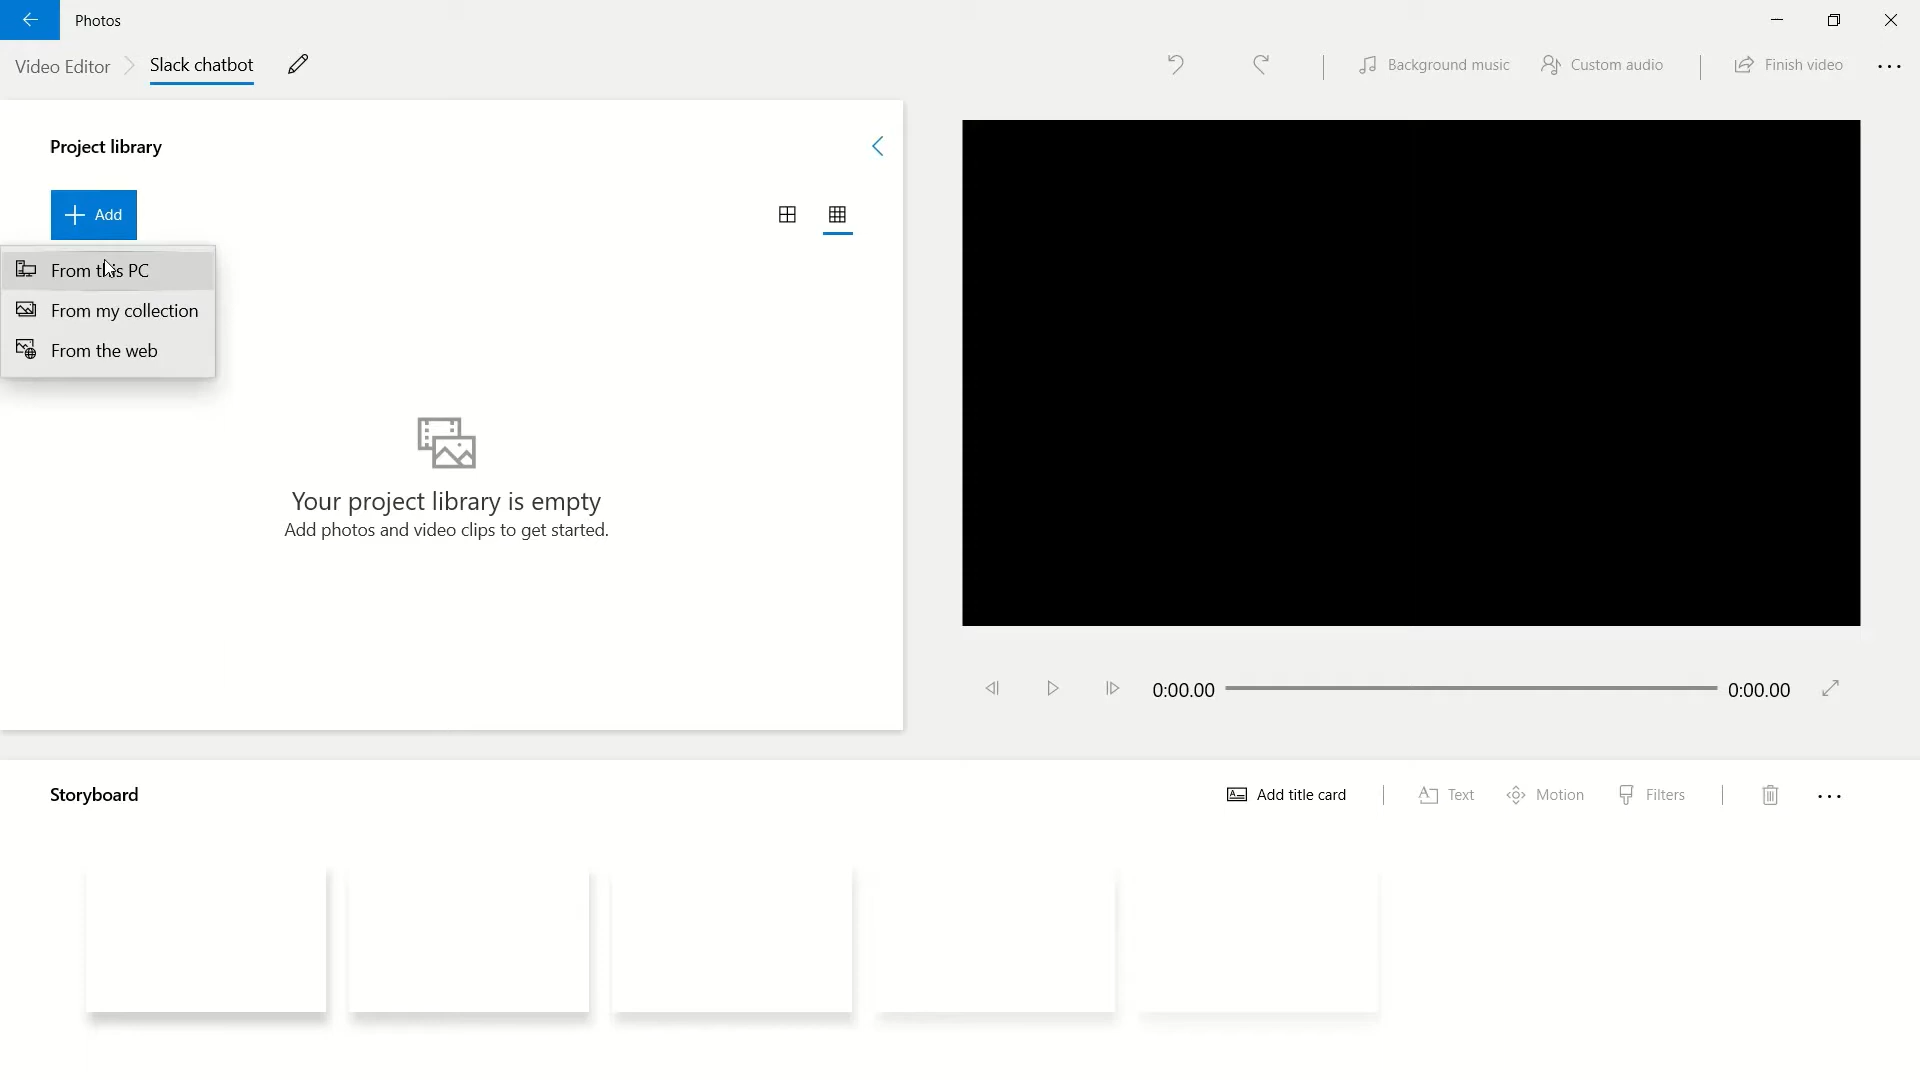 Photos
Video Editor
Slack chatbot
Background music
Custom audio
Finish video
Project library
Add
From this PC
From my collection
From the web
Your project library is empty
Add photos and video clips to get started.
0:00.00
0:00.00
Storyboard
Add title card
Text
Motion
Filters